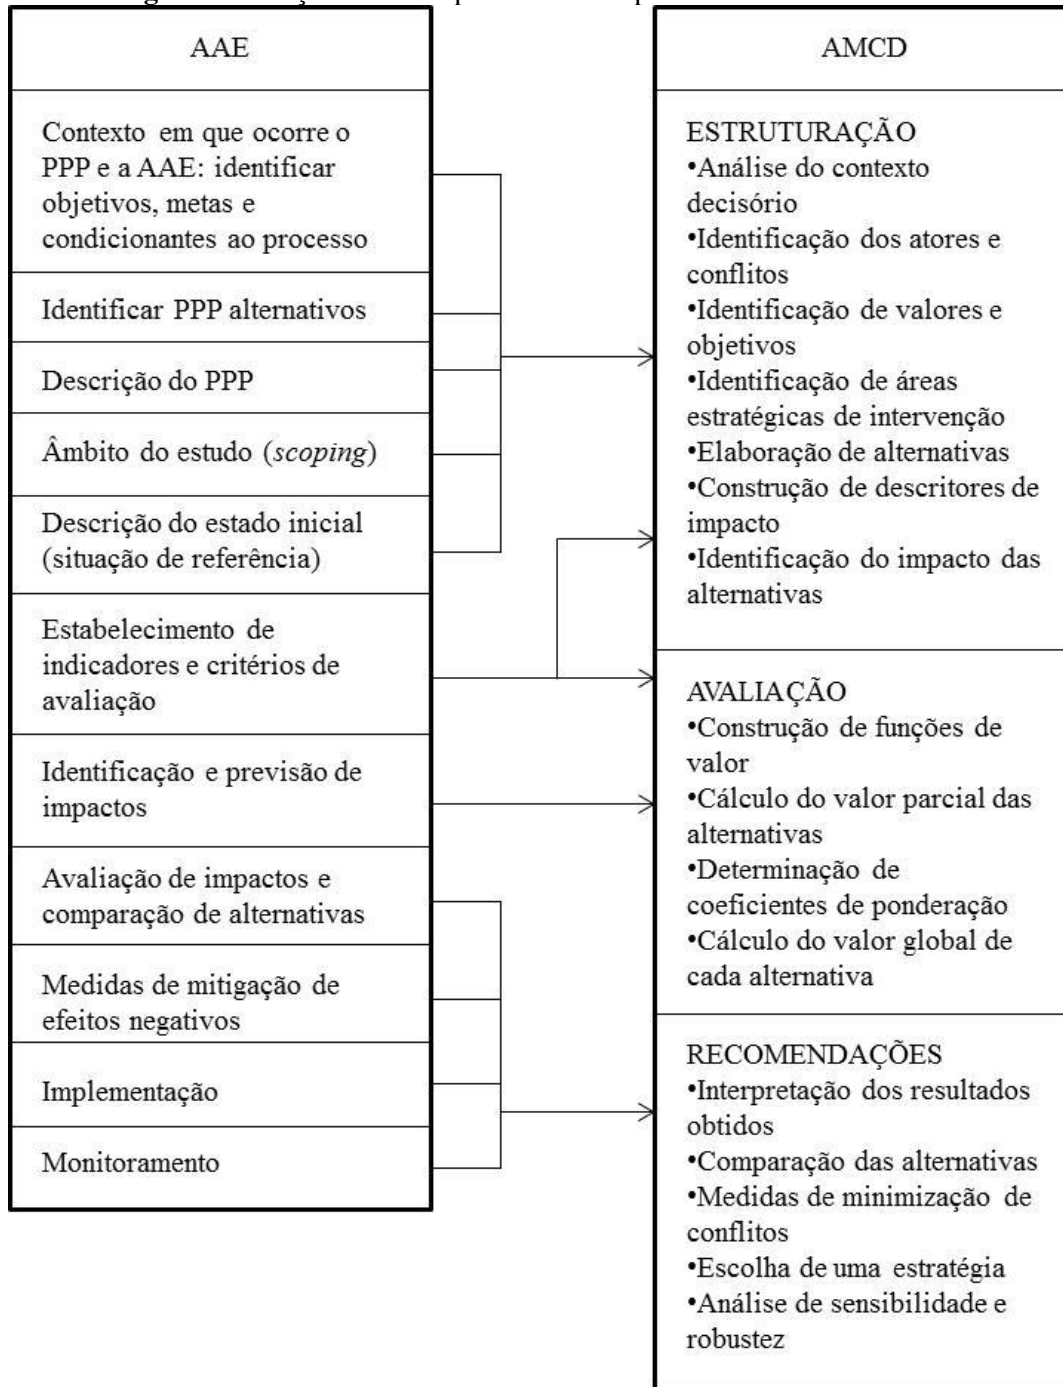 AAE
Contexto em que ocorre o
PPP e a AAE: identificar
objetivos, metas e
condicionantes ao processo
Identificar PPP alternativos
Descrição do PPP
Âmbito do estudo (scoping)
Descrição do estado inicial
(situação de referência)
Estabelecimento de
indicadores e critérios de
avaliação
Identificação e previsão de
impactos
Avaliação de impactos e
comparação de alternativas
Medidas de mitigação de
efeitos negativos
Implementação
Monitoramento
AMCD
ESTRUTURAÇÃO
•Análise do contexto
decisório
•Identificação dos atores e
conflitos
•Identificação de valores e
objetivos
•Identificação de áreas
estratégicas de intervenção
•Elaboração de alternativas
•Construção de descritores de
impacto
•Identificação do impacto das
alternativas
AVALIAÇÃO
•Construção de funções de
valor
•Cálculo do valor parcial das
alternativas
•Determinação de
coeficientes de ponderação
•Cálculo do valor global de
cada alternativa
RECOMENDAÇÕES
•Interpretação dos resultados
obtidos
•Comparação das alternativas
•Medidas de minimização de
conflitos
•Escolha de uma estratégia
•Análise de sensibilidade e
robustez